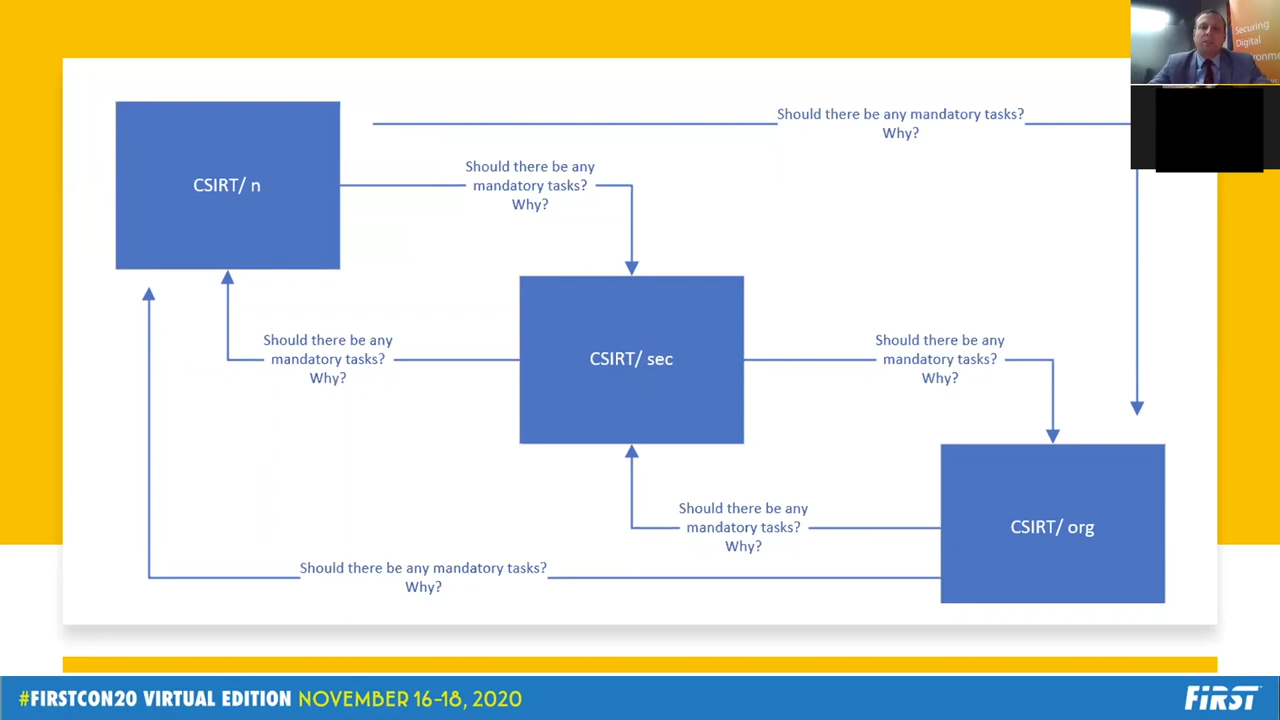 Securing
Digital
Should there be any mandatory tasks?
Why?
CSIRT/ n
Should there be any
mandatory tasks?
Why?
Should there be any
mandatory tasks?
Why?
CSIRT/ sec
Should there be any
mandatory tasks?
Why?
Should there be any
mandatory tasks?
Why?
CSIRT/ org
Should there be any mandatory tasks?
Why?
#FIRSTCON20 VIRTUAL EDITION NOVEMBER 16-18, 2020
FIRST